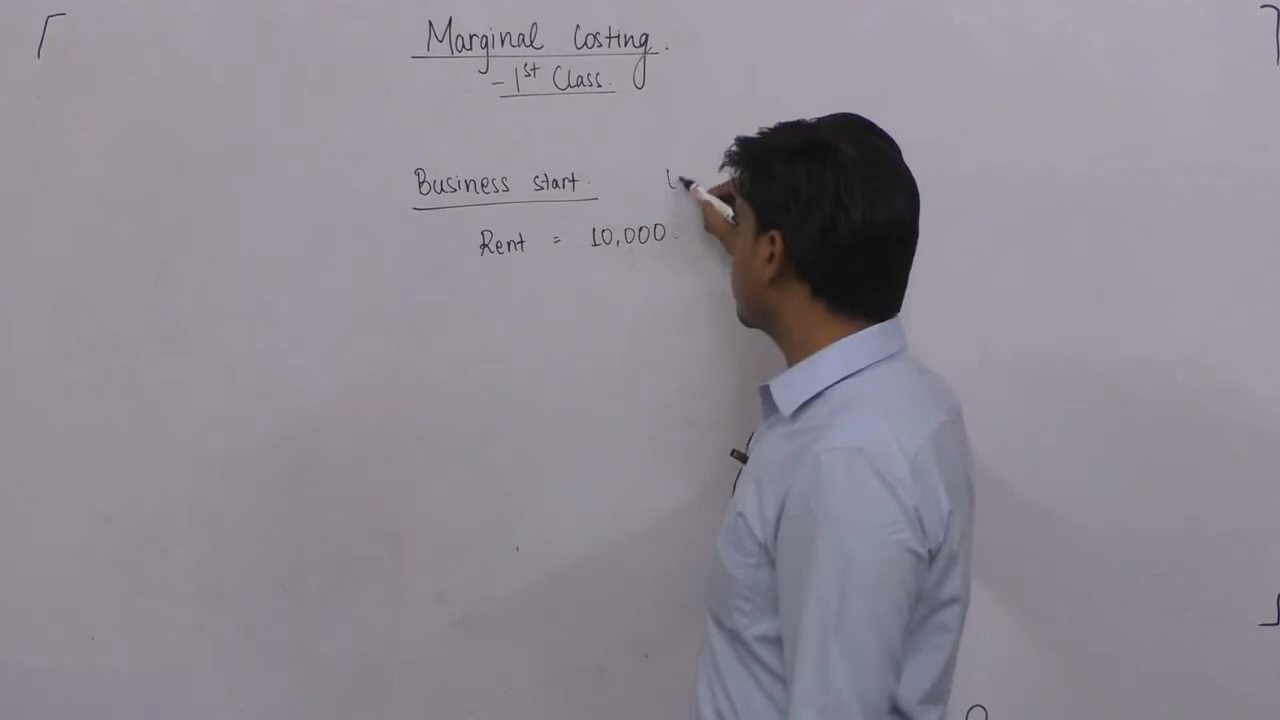 Marginal Costing.
- 1st Class.
Business start.
Rent = 10,000